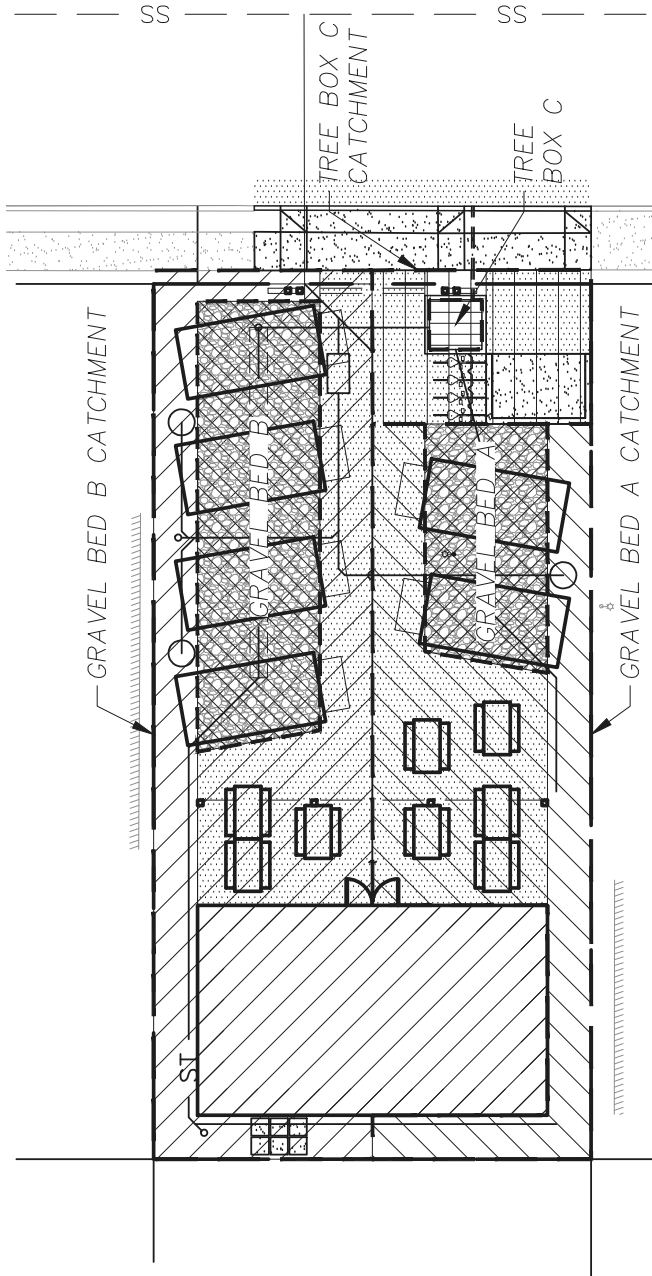 SS
SS
TREE BOX C
CATCHMENT
TREE
BOX C
GRAVEL BED B CATCHMENT
GRAVEL BED B
GRAVEL BED A
GRAVEL BED A CATCHMENT
ST